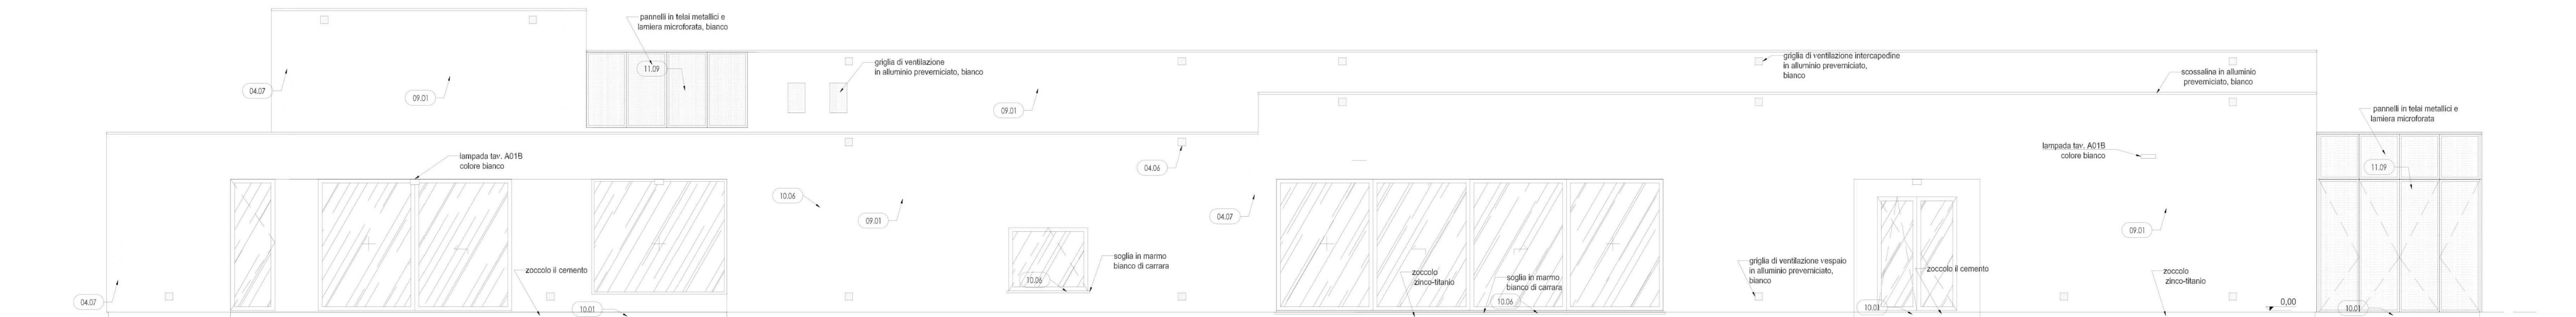 pannelli in telai metallici e
lamiera microforata, bianco
11.09
griglia di ventilazione
in alluminio preverniciato, bianco
griglia di ventilazione intercapedine
in alluminio preverniciato,
bianco
scossalina in alluminio
preverniciato, bianco
04.07
09.01
09.01
pannelli in telai metallici e
lamiera microforata
lampada tav. A01B
colore bianco
04.06
lampada tav. A01B
colore bianco
11.09
10.06
09.01
04.07
09.01
soglia in marmo
bianco di carrara
zoccolo il cemento
10.06
griglia di ventilazione vespaio
in alluminio preverniciato,
bianco
zoccolo
zinco-titanio
soglia in marmo
bianco di carrara
zoccolo il cemento
zoccolo
zinco-titanio
04.07
10.01
10.06
10.01
0,00
10.01